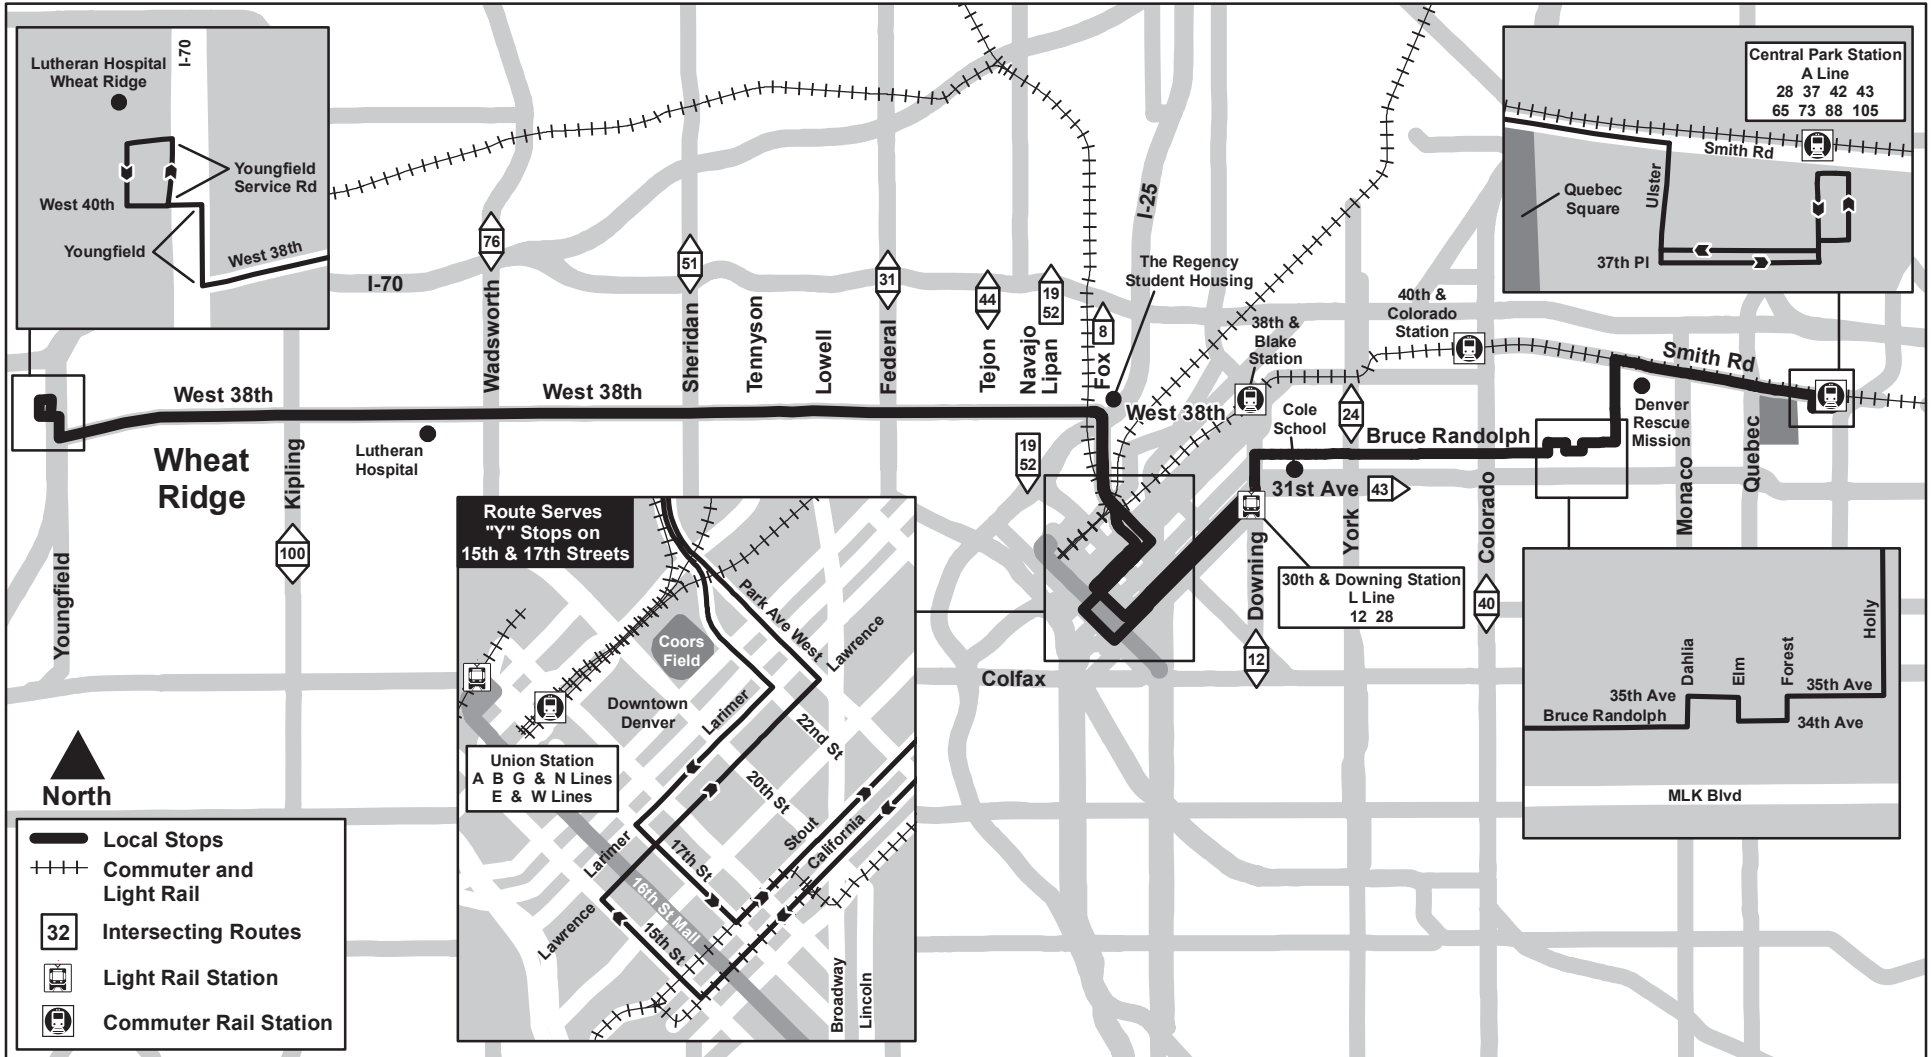 Lutheran Hospital
Wheat Ridge
I-70
Youngfield
Service Rd
West 40th
Youngfield
West 38th
Central Park Station
A Line
28 37 42 43
65 73 88 105
Smith Rd
Ulster
Quebec
Square
37th Pl
76
51
31
44
19
52
8
I-25
The Regency
Student Housing
I-70
Wadsworth
Sheridan
Tennyson
Lowell
Federal
Tejon
Navajo
Lipan
Fox
38th &
Blake
Station
40th &
Colorado
Station
Smith Rd
West 38th
West 38th
West 38th
24
Cole
School
Bruce Randolph
Denver
Rescue
Mission
Wheat
Ridge
Kipling
Lutheran
Hospital
19
52
31st Ave
43
Quebec
Monaco
Colorado
York
Downing
100
Youngfield
30th & Downing Station
L Line
12 28
40
12
Colfax
Route Serves
"Y" Stops on
15th & 17th Streets
Park Ave West
Lawrence
Coors
Field
Downtown
Denver
Larimer
22nd St
20th St
Union Station
A B G & N Lines
E & W Lines
Stout
California
Larimer
17th St
16th St Mall
Lawrence
15th St
Broadway
Lincoln
Holly
Dahlia
Elm
Forest
35th Ave
35th Ave
Bruce Randolph
34th Ave
MLK Blvd
North
Local Stops
Commuter and
Light Rail
32
Intersecting Routes
Light Rail Station
Commuter Rail Station